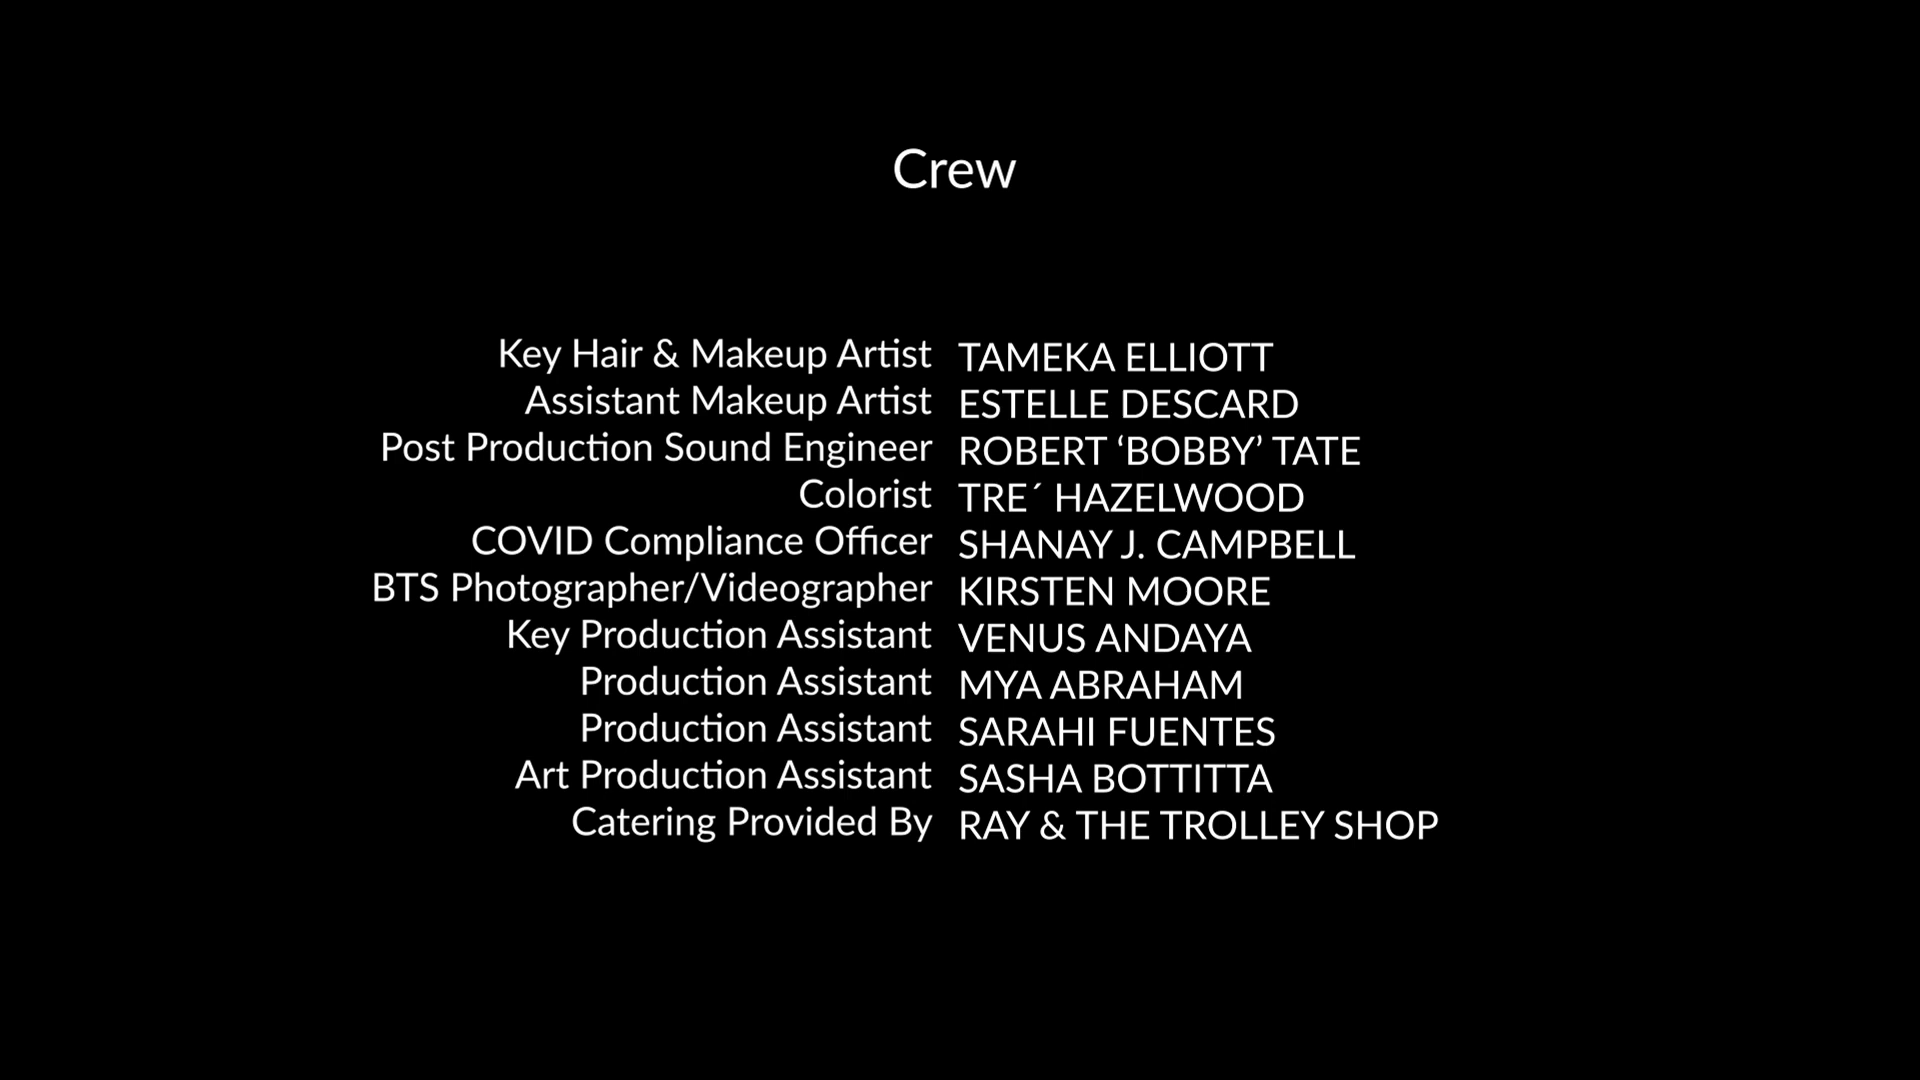 Crew
Key Hair & Makeup Artist TAMEKA ELLIOTT
Assistant Makeup Artist ESTELLE DESCARD
Post Production Sound Engineer ROBERT ‘BOBBY’ TATE
Colorist TRE´ HAZELWOOD
COVID Compliance Officer SHANAY J. CAMPBELL
BTS Photographer/Videographer KIRSTEN MOORE
Key Production Assistant VENUS ANDAYA
Production Assistant MYA ABRAHAM
Production Assistant SARAHI FUENTES
Art Production Assistant SASHA BOTTITTA
Catering Provided By RAY & THE TROLLEY SHOP